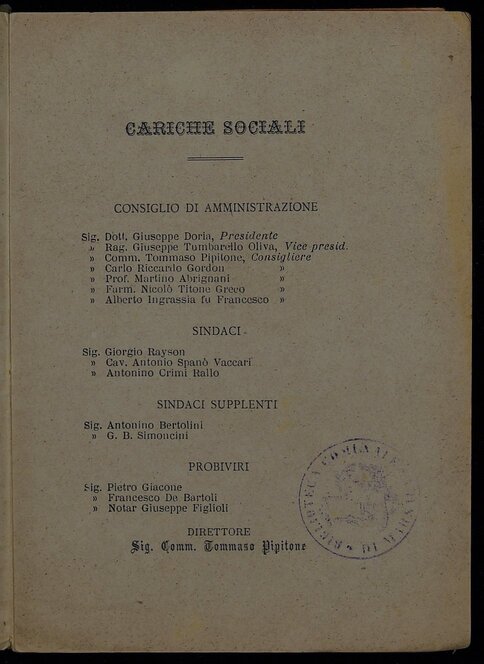 CARICHE SOCIALI
CONSIGLIO DI AMMINISTRAZIONE
Sig. Dott. Giuseppe Doria, Presidente
» Rag. Giuseppe Tumbarello Oliva, Vice presid.
» Comm. Tommaso Pipitone, Consigliere
» Carlo Riccardo Gordon »
» Prof. Martino Abrignani »
» Farm. Nicolò Titone Greco »
» Alberto Ingrassia fu Francesco »
SINDACI
Sig. Giorgio Rayson
» Cav. Antonio Spanò Vaccari
» Antonino Crimi Rallo
SINDACI SUPPLENTI
Sig. Antonino Bertolini
» G. B. Simoncini
PROBIVIRI
Sig. Pietro Giacone
» Francesco De Bartoli
» Notar Giuseppe Figlioli
DIRETTORE
Sig. Comm. Tommaso Pipitone
BIBLIOTECA COMUNALE DI